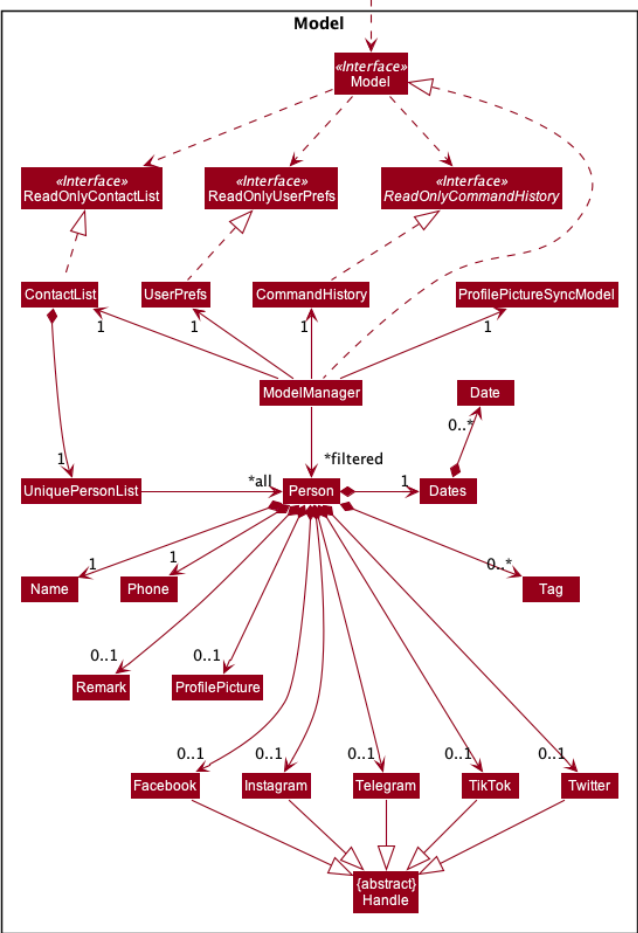 Model
«Interface»
Model
«Interface»
ReadOnlyContactList
«Interface»
ReadOnlyUserPrefs
«Interface»
ReadOnlyCommandHistory
ContactList
UserPrefs
CommandHistory
ProfilePictureSyncModel
1
1
1
1
ModelManager
Date
0..*
*filtered
1
*all
1
UniquePersonList
Person
Dates
1
1
0..*
Name
Phone
Tag
0..1
0..1
Remark
ProfilePicture
0..1
0..1
0..1
0..1
0..1
Facebook
Instagram
Telegram
TikTok
Twitter
{abstract}
Handle